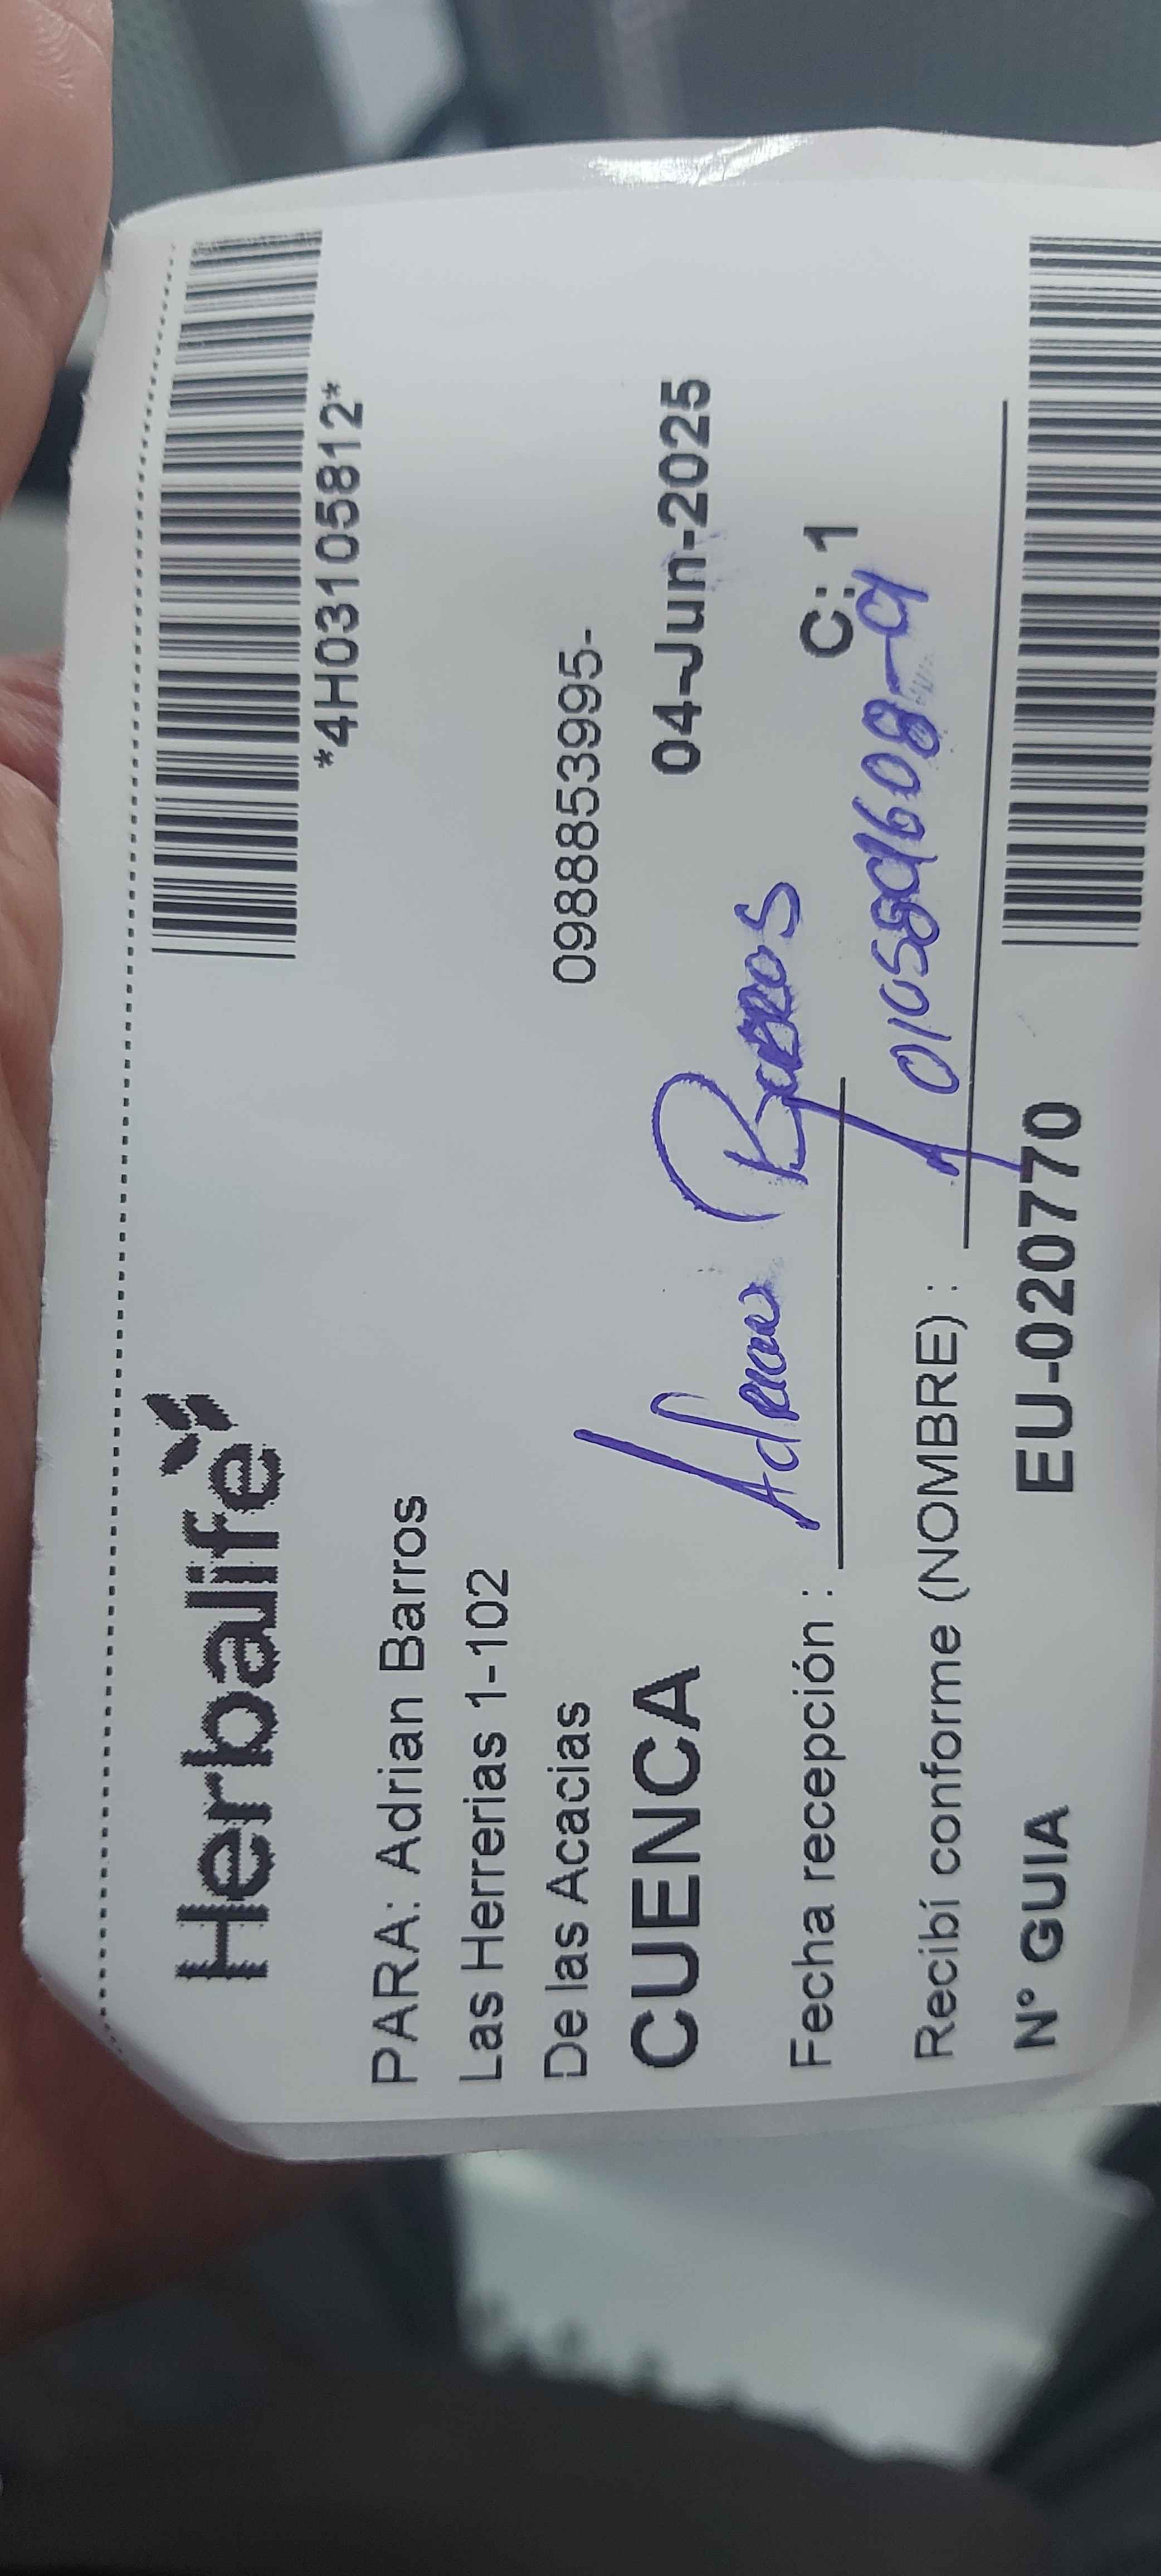 Herbalife
*4H03105812*
PARA: Adrian Barros
Las Herrerias 1-102
De las Acacias
0988853995-
CUENCA
04-Jun-2025
Adrian Barros
Fecha recepción :
C: 1
Recibí conforme (NOMBRE) :
N° GUIA
EU-020770